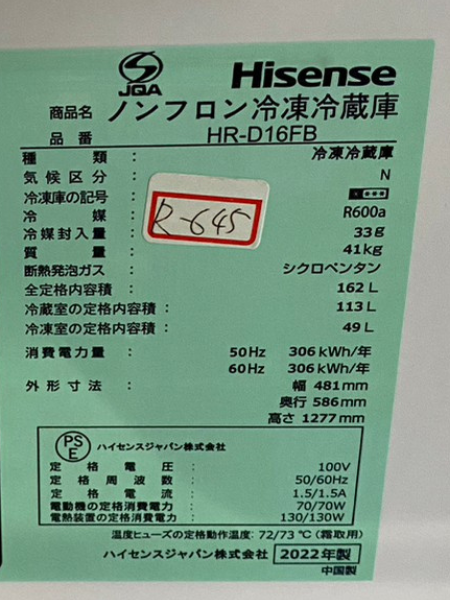 JQA Hisense
商品名 ノンフロン冷凍冷蔵庫
品番 HR-D16FB
種類: 冷凍冷蔵庫
気候区分: N
冷凍庫の記号
冷媒 R600a
冷媒封入量 33g
質量 41kg
断熱発泡ガス: シクロペンタン
全定格内容積: 162L
冷蔵室の定格内容積: 113L
冷凍室の定格内容積: 49L
R-645
消費電力量: 50Hz 306kWh/年
60Hz 306kWh/年
外形寸法: 幅 481mm
奥行 586mm
高さ 1277mm
PSE ハイセンスジャパン株式会社
定格電圧: 100V
定格周波数: 50/60Hz
定格電流: 1.5/1.5A
電動機の定格消費電力: 70/70W
電熱装置の定格消費電力: 130/130W
温度ヒューズの定格動作温度: 72/73℃(霜取用)
ハイセンスジャパン株式会社 2022年製
中国製